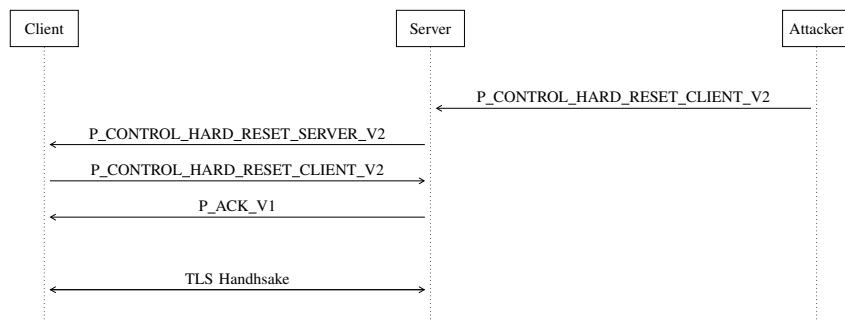 Client
Server
Attacker
P_CONTROL_HARD_RESET_CLIENT_V2
P_CONTROL_HARD_RESET_SERVER_V2
P_CONTROL_HARD_RESET_CLIENT_V2
P_ACK_V1
TLS Handhsake